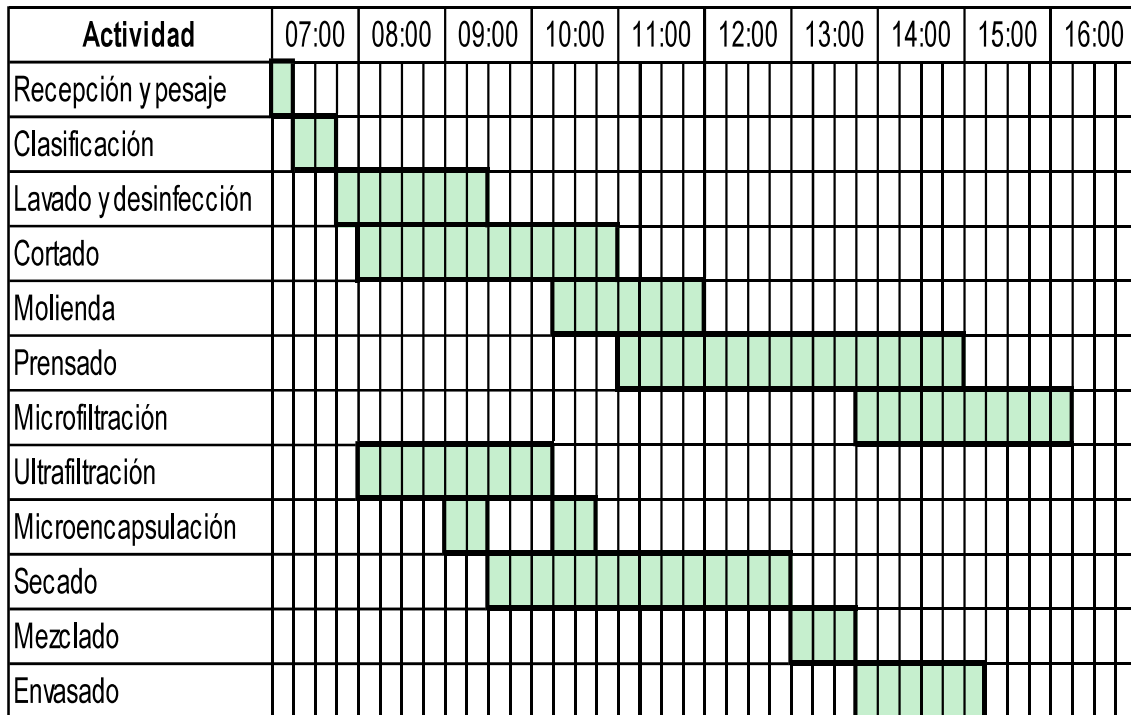 Actividad 07:00 08:00 09:00 10:00 11:00 12:00 13:00 14:00 15:00 16:00
Recepción y pesaje
Clasificación
Lavado y desinfección
Cortado
Molienda
Prensado
Microfiltración
Ultrafiltración
Microencapsulación
Secado
Mezclado
Envasado